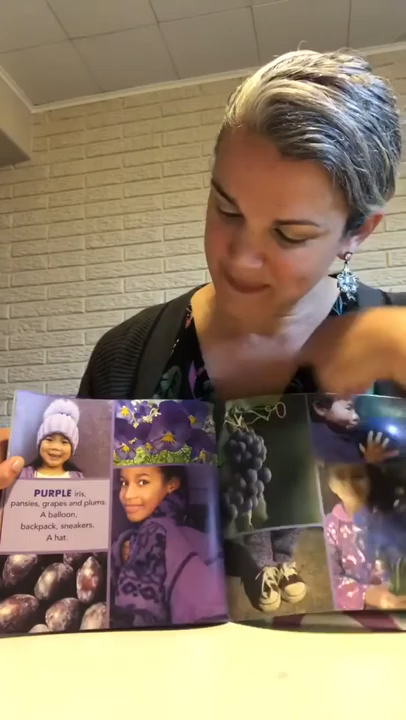 PURPLE iris,
pansies, grapes and plums.
A balloon,
backpack, sneakers.
A hat.